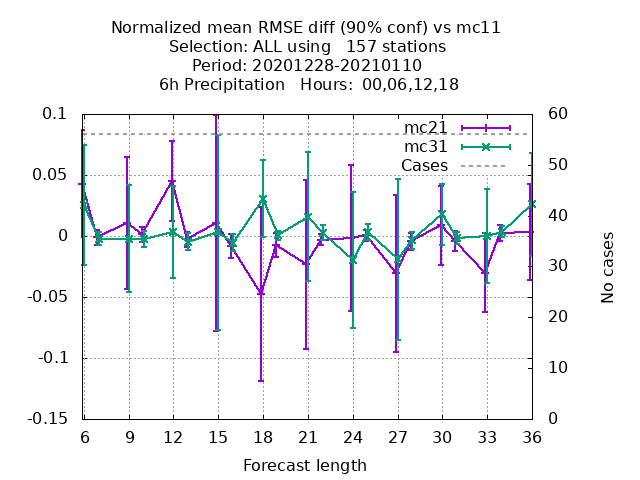 Normalized mean RMSE diff (90% conf) vs mc11
Selection: ALL using   157 stations
Period: 20201228-20210110
6h Precipitation   Hours:  00,06,12,18
0.1
0.05
0
-0.05
-0.1
-0.15
mc21
mc31
Cases
60
50
40
30
20
10
0
No cases
6 9 12 15 18 21 24 27 30 33 36
Forecast length